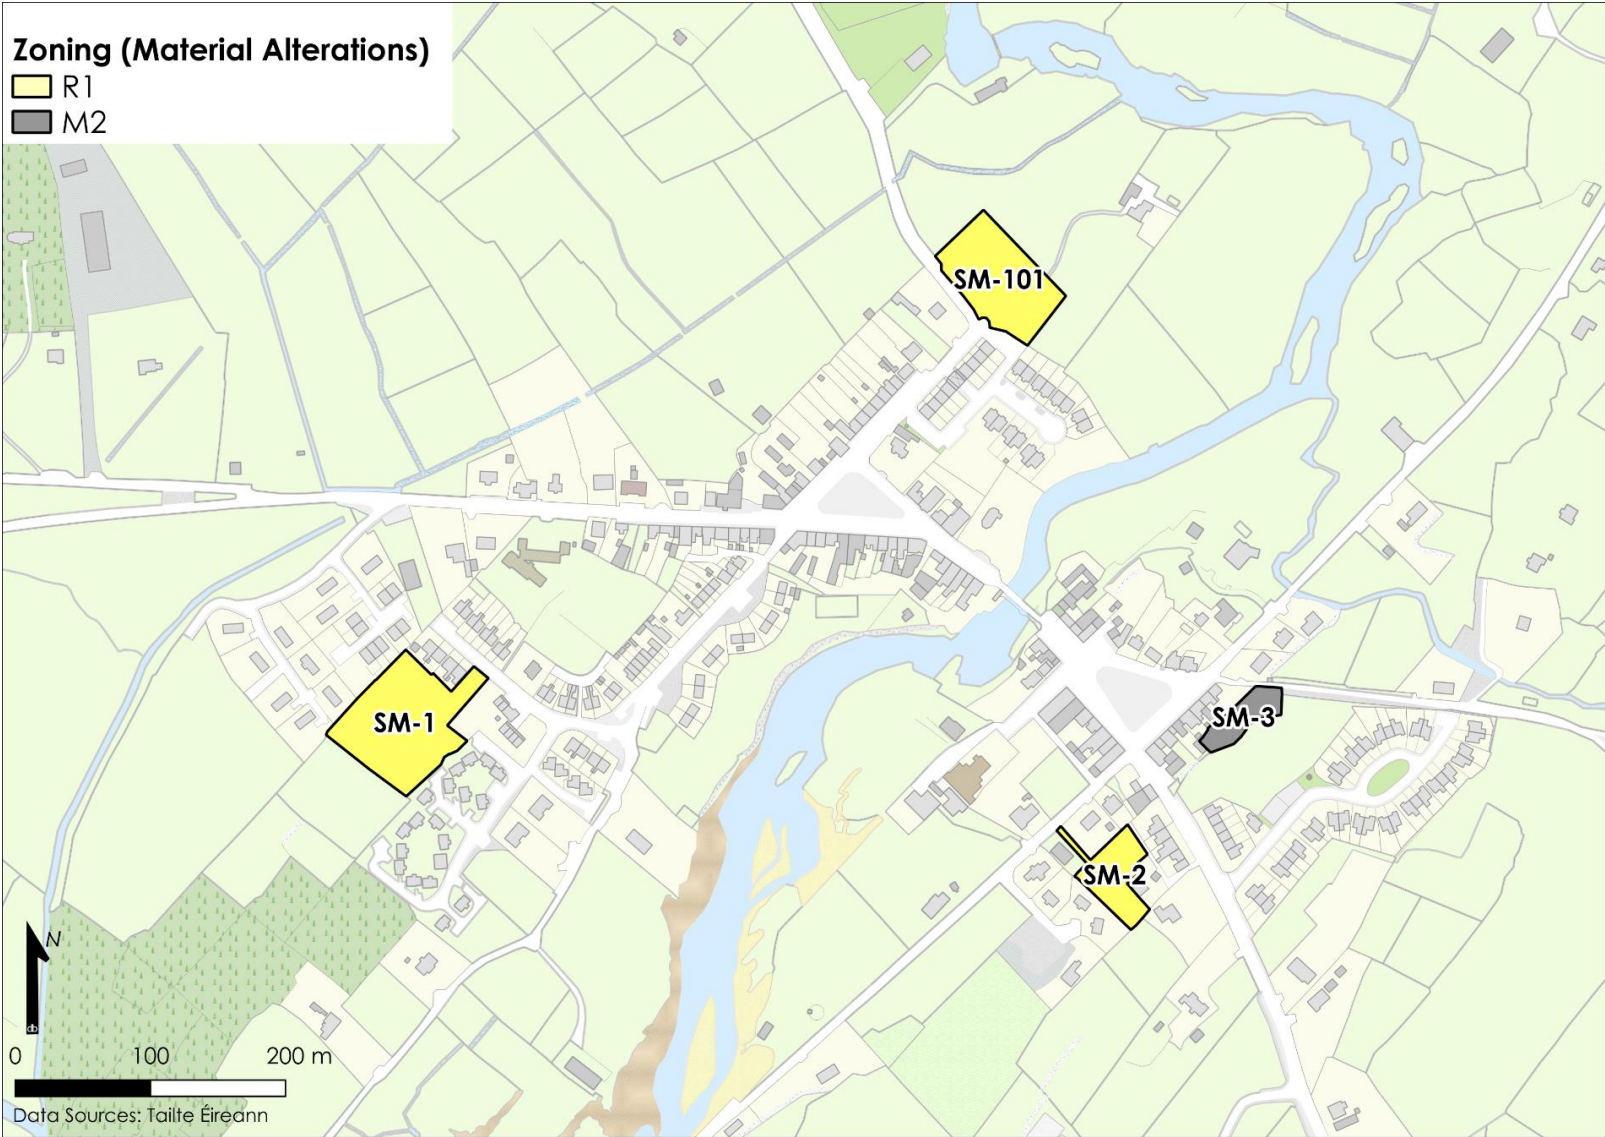 Zoning (Material Alterations)
R1
M2
SM-101
SM-1
SM-3
SM-2
N
db
0 100 200 m
Data Sources: Tailte Éireann